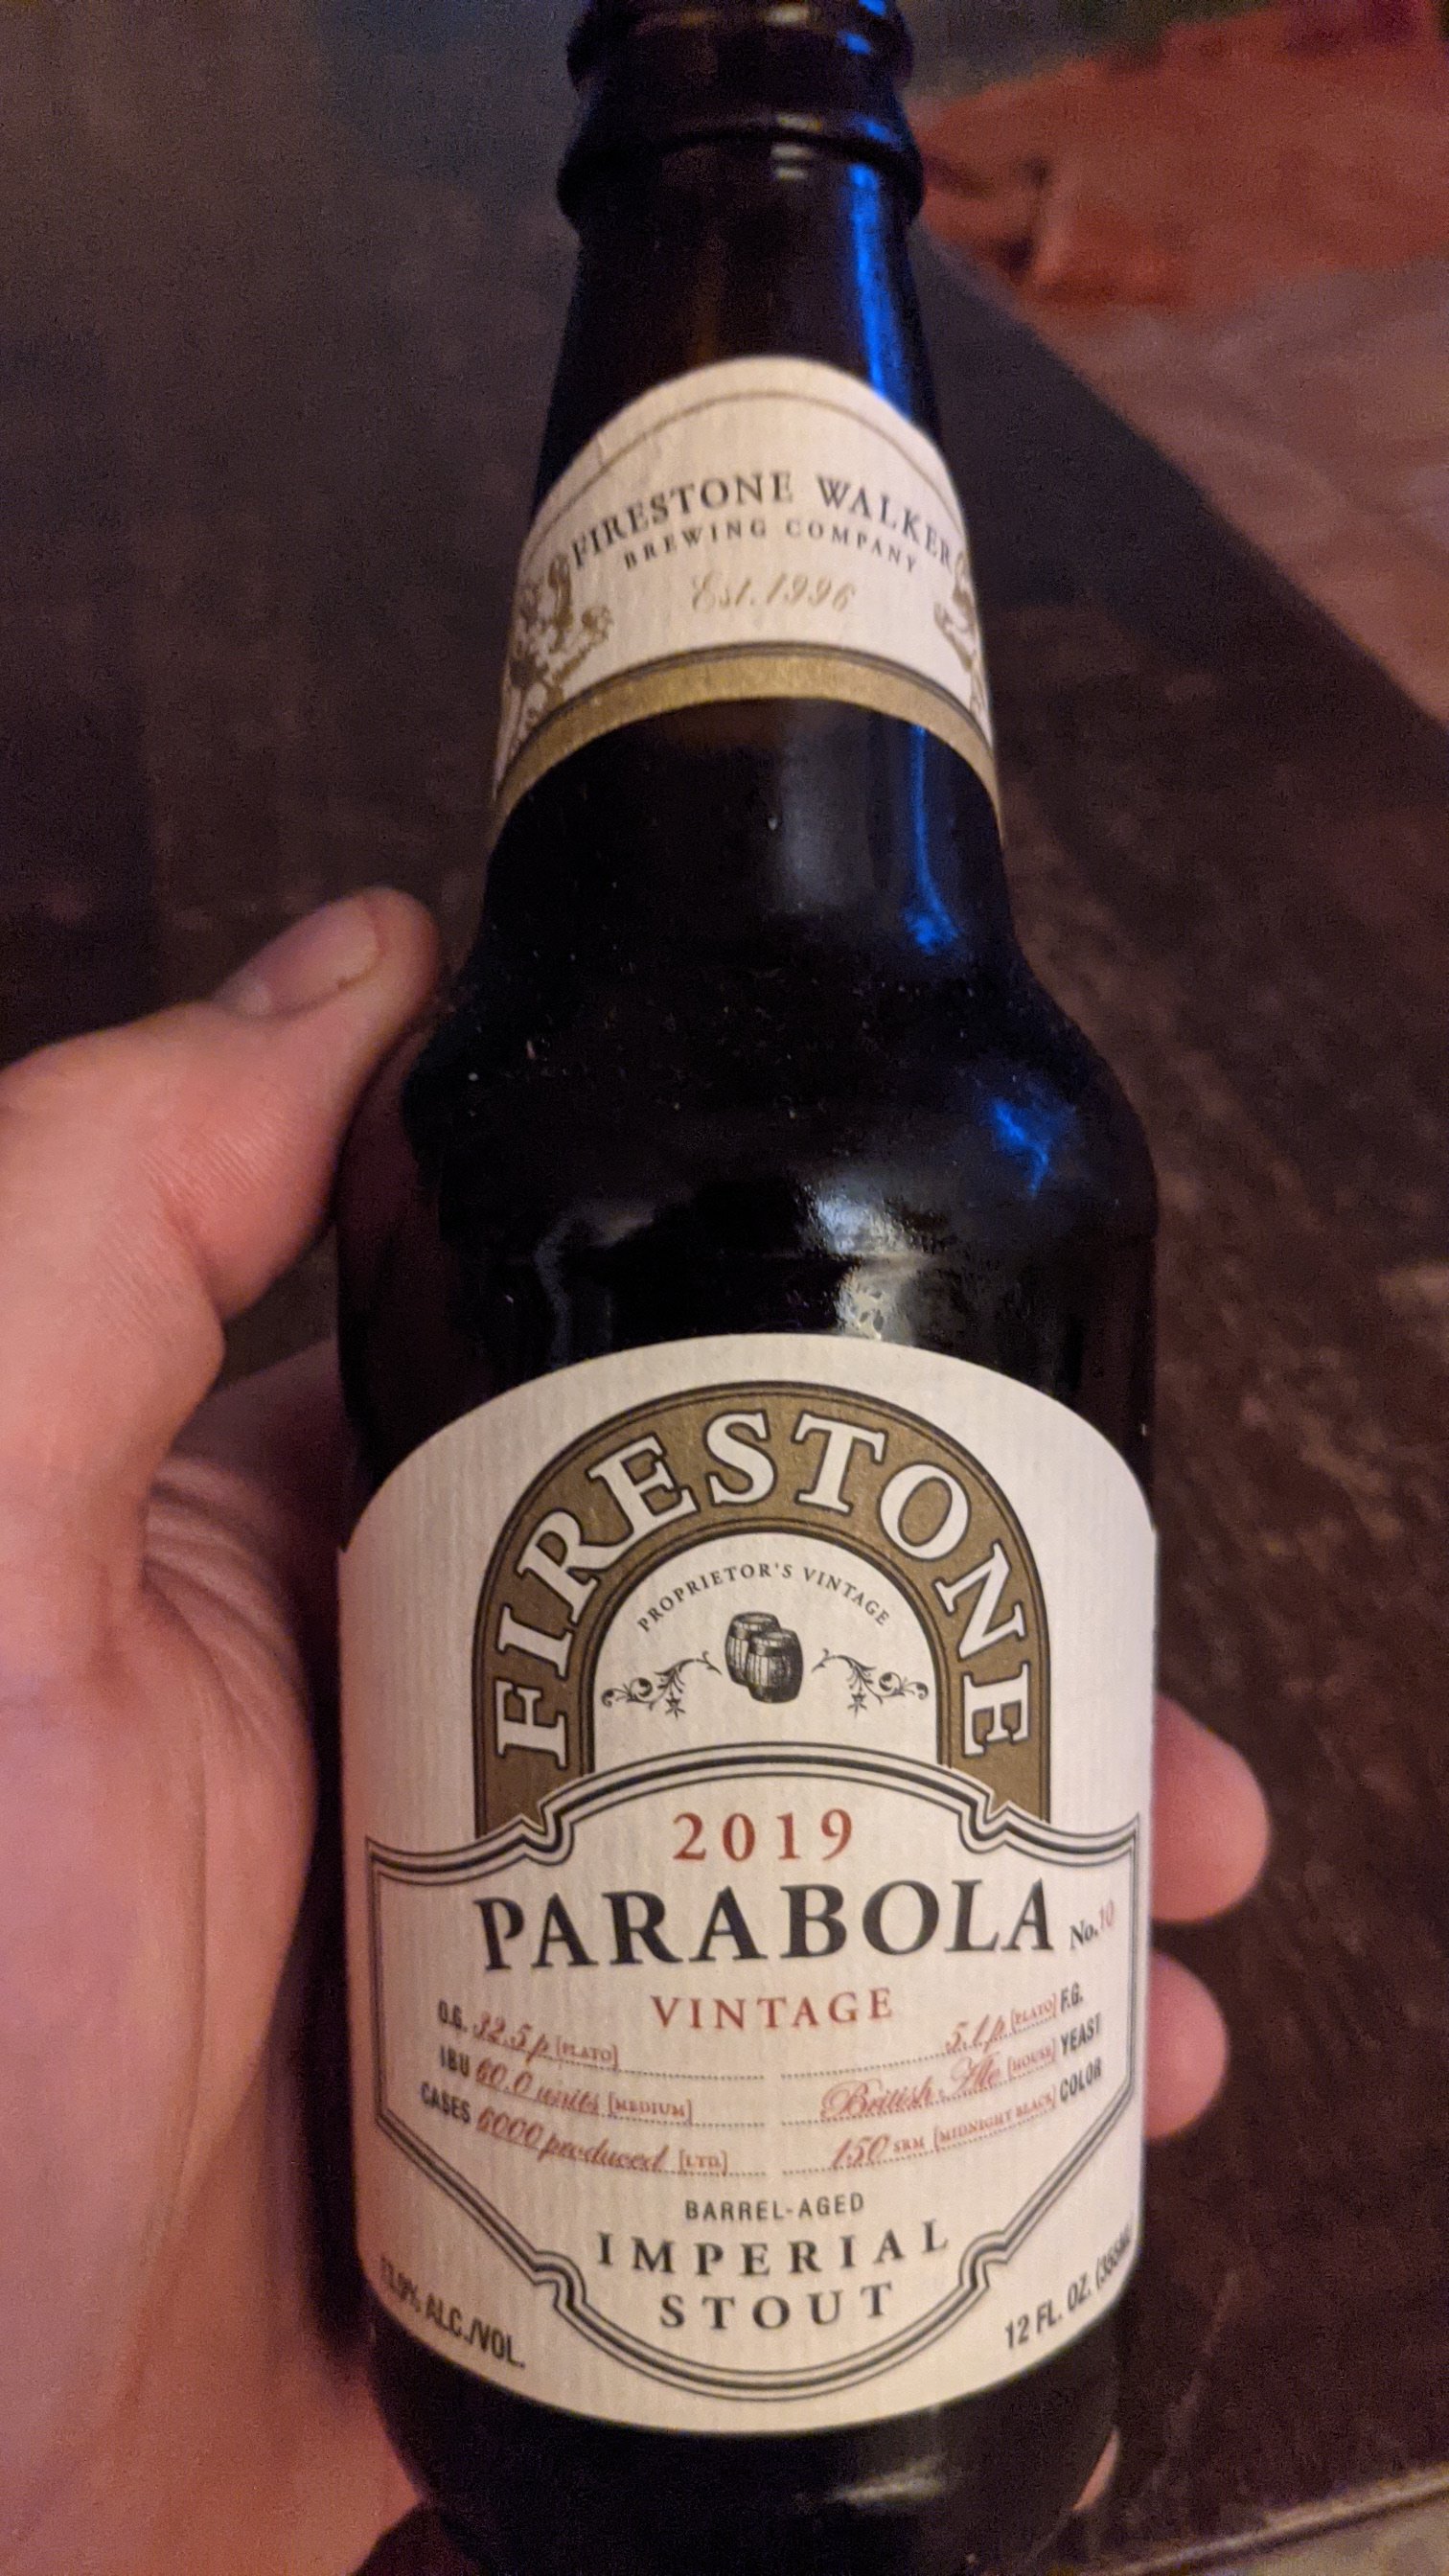 FIRESTONE WALKER
BREWING COMPANY
Est. 1996
FIRESTONE
PROPRIETOR'S VINTAGE
2019
PARABOLA No. 10
VINTAGE
O.G. 32.5 p [PLATO] 5.1 p [PLATO] F.G.
IBU 60.0 units [MEDIUM] British Ale [HOUSE] YEAST
CASES 6000 produced [LTD.] 150 SRM [MIDNIGHT BLACK] COLOR
BARREL-AGED
IMPERIAL
STOUT
ALC./VOL. 12 FL. OZ. (355mL)